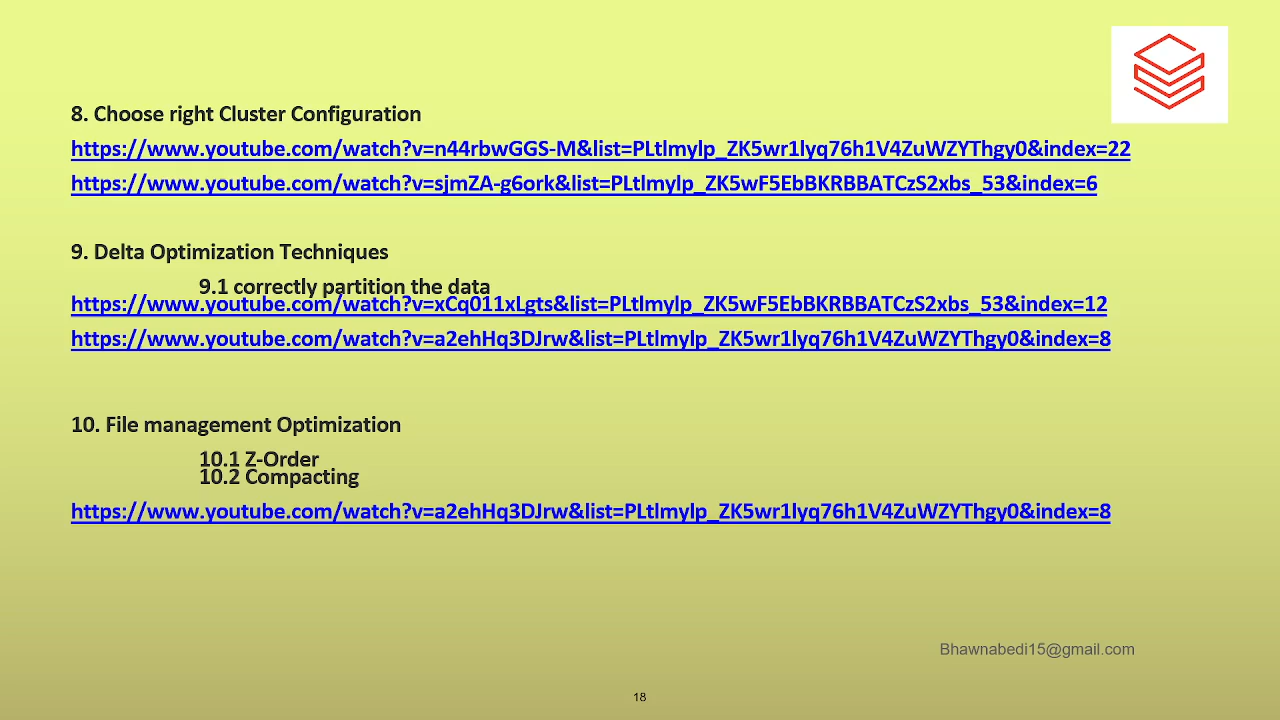 8. Choose right Cluster Configuration
https://www.youtube.com/watch?v=n44rbwGGS-M&list=PLtlmylp_ZK5wr1lyq76h1V4ZuWZYThgy0&index=22
https://www.youtube.com/watch?v=sjmZA-g6ork&list=PLtlmylp_ZK5wF5EbBKRBBATCzS2xbs_53&index=6
9. Delta Optimization Techniques
9.1 correctly partition the data
https://www.youtube.com/watch?v=xCq011xLgts&list=PLtlmylp_ZK5wF5EbBKRBBATCzS2xbs_53&index=12
https://www.youtube.com/watch?v=a2ehHq3DJrw&list=PLtlmylp_ZK5wr1lyq76h1V4ZuWZYThgy0&index=8
10. File management Optimization
10.1 Z-Order
10.2 Compacting
https://www.youtube.com/watch?v=a2ehHq3DJrw&list=PLtlmylp_ZK5wr1lyq76h1V4ZuWZYThgy0&index=8
Bhawnabedi15@gmail.com
18